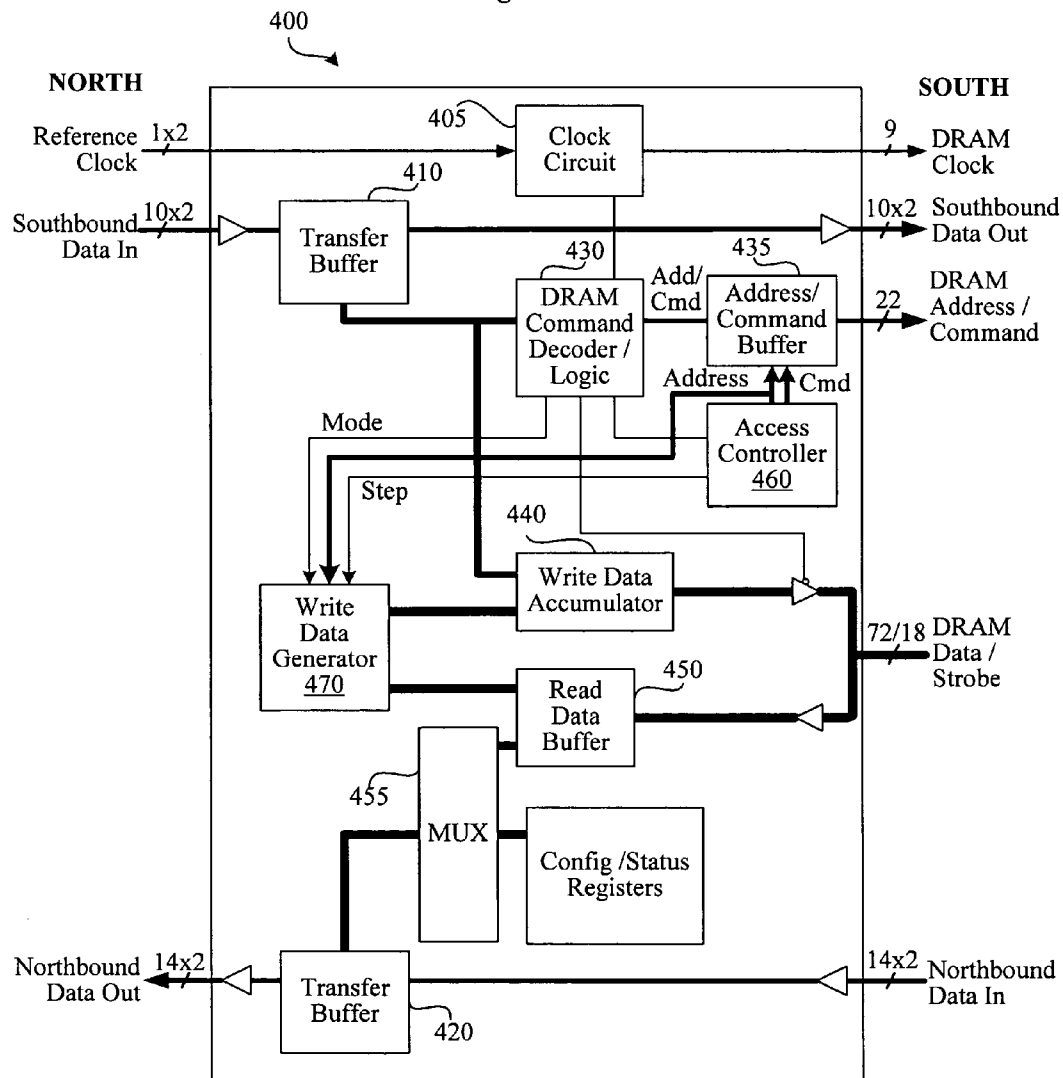 400
NORTH
SOUTH
405
Reference
Clock
1x2
Clock
Circuit
9
DRAM
Clock
410
Southbound
Data In
10x2
Transfer
Buffer
10x2
Southbound
Data Out
430
DRAM
Command
Decoder /
Logic
Add/
Cmd
435
Address/
Command
Buffer
22
DRAM
Address /
Command
Address
Cmd
Mode
Access
Controller
460
Step
440
Write Data
Accumulator
Write
Data
Generator
470
72/18
DRAM
Data /
Strobe
450
Read
Data
Buffer
455
MUX
Config /Status
Registers
Northbound
Data Out
14x2
Transfer
Buffer
420
14x2
Northbound
Data In